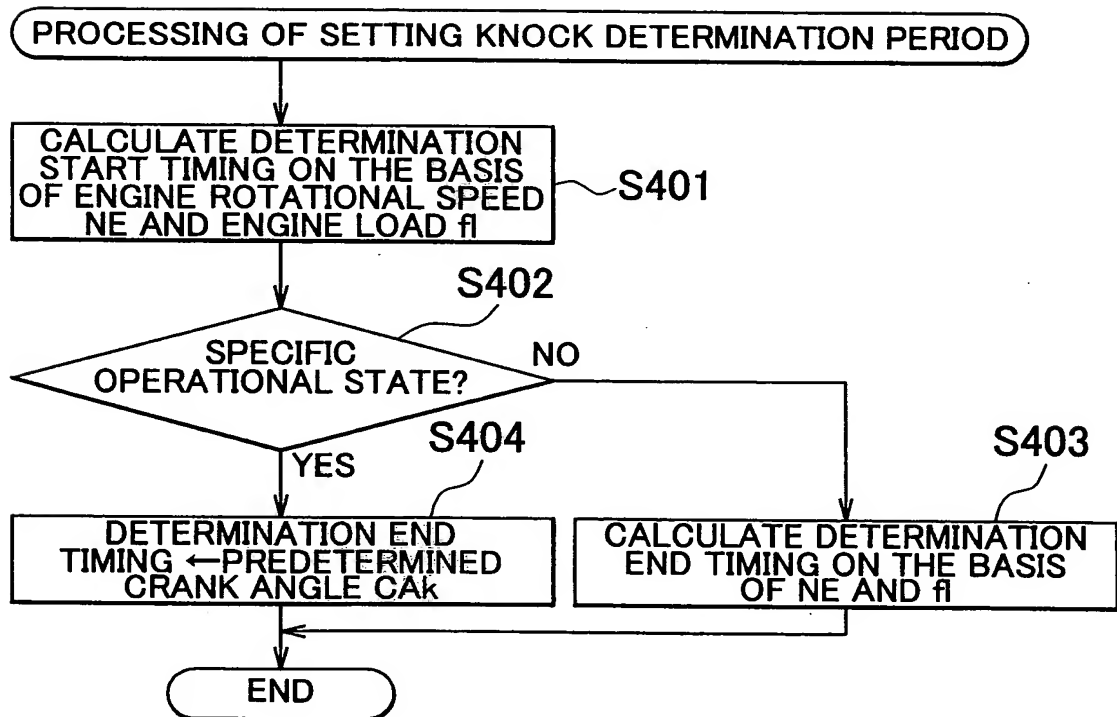 PROCESSING OF SETTING KNOCK DETERMINATION PERIOD
CALCULATE DETERMINATION
START TIMING ON THE BASIS
OF ENGINE ROTATIONAL SPEED
NE AND ENGINE LOAD fl
S401
S402
SPECIFIC
OPERATIONAL STATE?
NO
YES
S404
DETERMINATION END
TIMING ←PREDETERMINED
CRANK ANGLE CAk
S403
CALCULATE DETERMINATION
END TIMING ON THE BASIS
OF NE AND fl
END